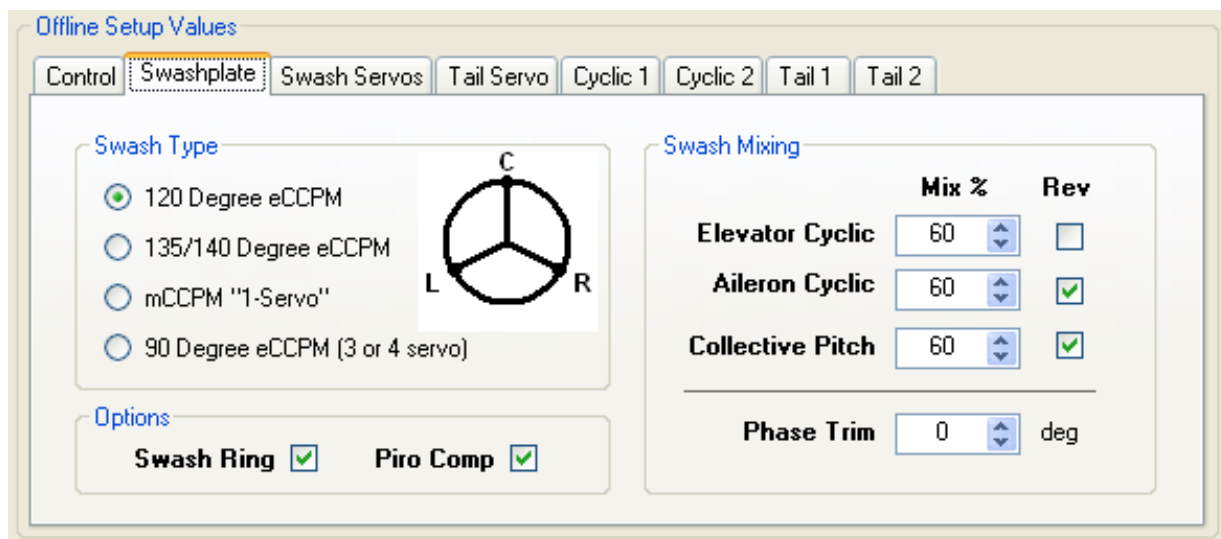 Offline Setup Values
Control Swashplate Swash Servos Tail Servo Cyclic 1 Cyclic 2 Tail 1 Tail 2
Swash Type
120 Degree eCCPM
135/140 Degree eCCPM
mCCPM "1-Servo"
90 Degree eCCPM (3 or 4 servo)
C
L R
Options
Swash Ring Piro Comp
Swash Mixing
Mix % Rev
Elevator Cyclic 60
Aileron Cyclic 60
Collective Pitch 60
Phase Trim 0 deg